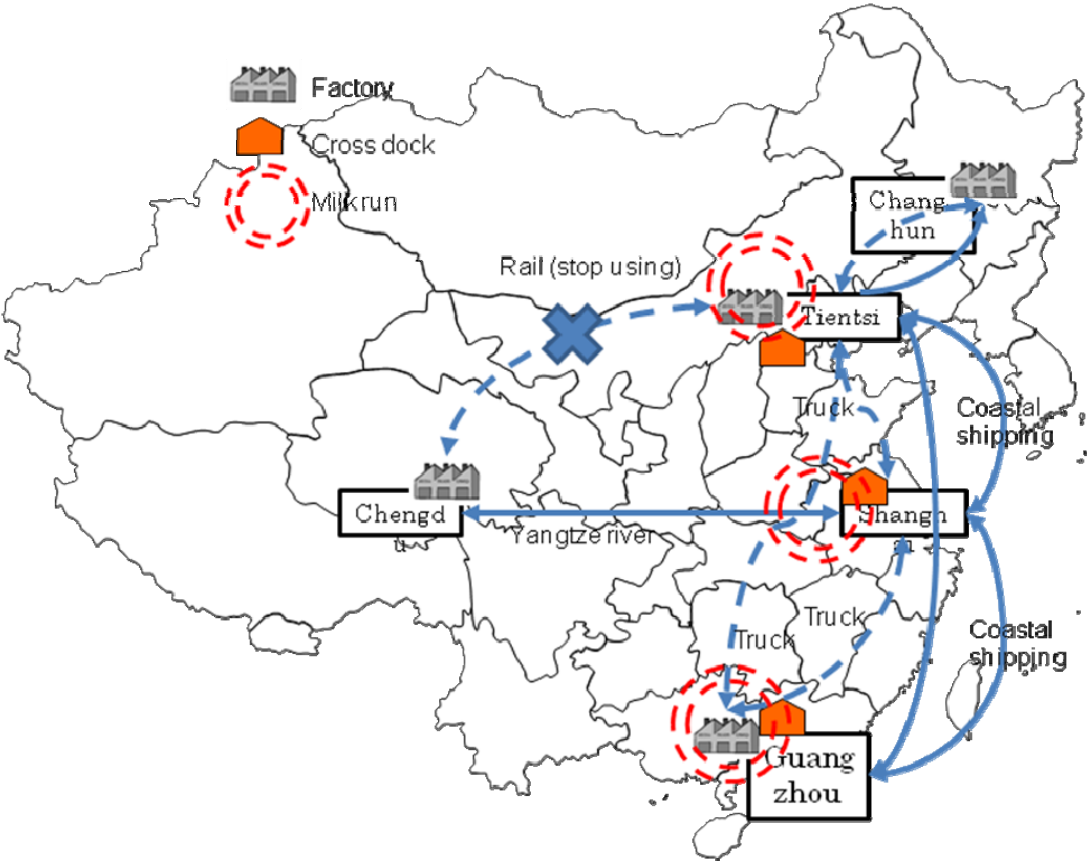 Factory
Cross dock
Milkrun
Chang
hun
Rail (stop using)
Tientsi
Truck
Coastal
shipping
Chengd
u
Yangtze river
Shangh
ai
Truck
Truck
Coastal
shipping
Guang
zhou